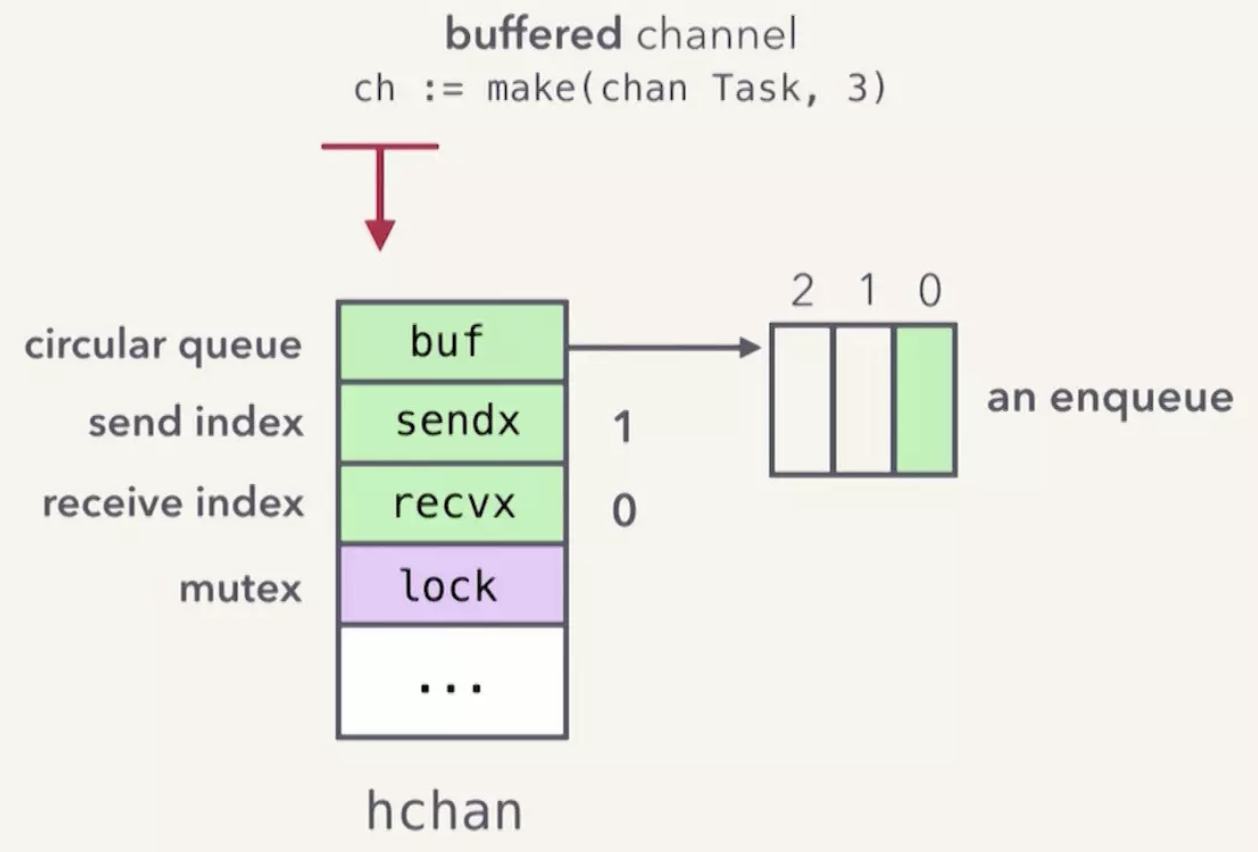 buffered channel
ch := make(chan Task, 3)
2 1 0
circular queue
buf
an enqueue
send index
sendx
1
receive index
recvx
0
mutex
lock
...
hchan